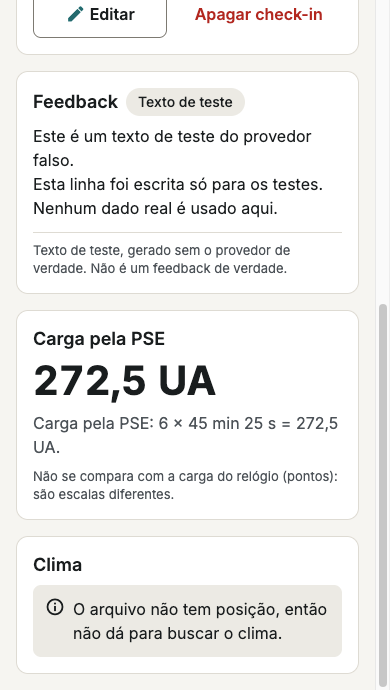 Editar
Apagar check-in
Feedback
Texto de teste
Este é um texto de teste do provedor
falso.
Esta linha foi escrita só para os testes.
Nenhum dado real é usado aqui.
Texto de teste, gerado sem o provedor de
verdade. Não é um feedback de verdade.
Carga pela PSE
272,5 UA
Carga pela PSE: 6 × 45 min 25 s = 272,5
UA.
Não se compara com a carga do relógio (pontos):
são escalas diferentes.
Clima
O arquivo não tem posição, então
não dá para buscar o clima.